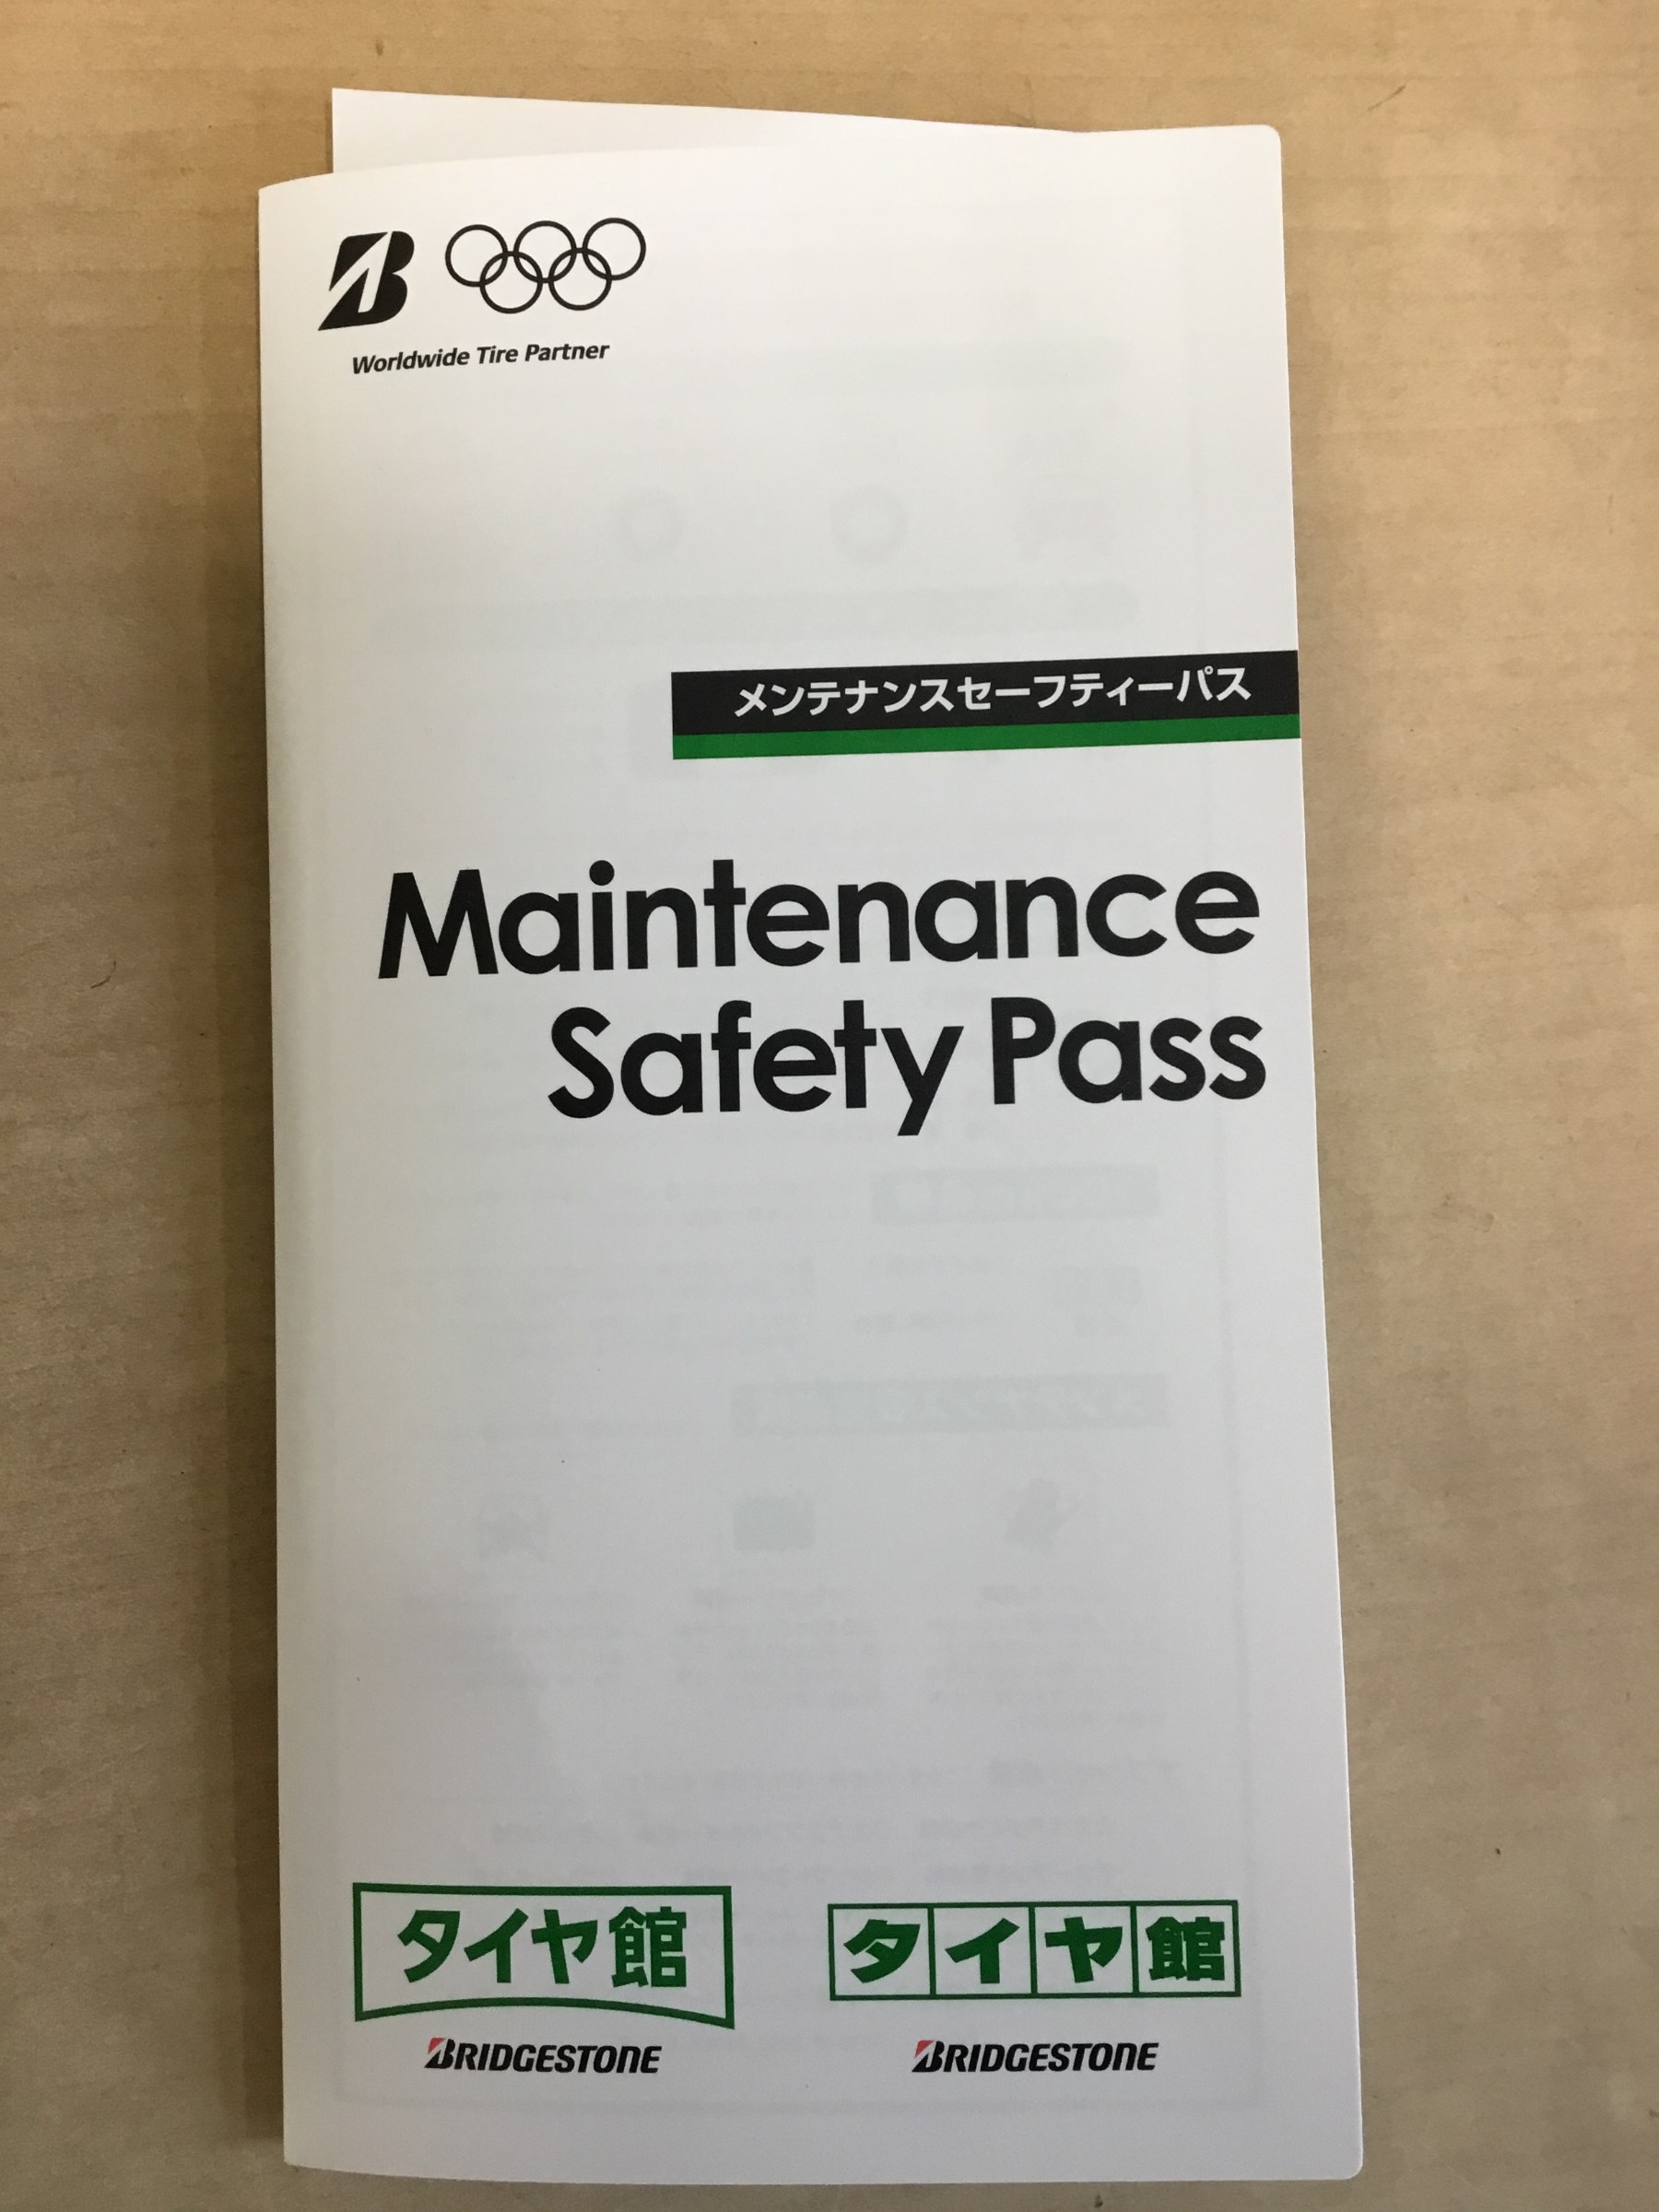 B
Worldwide Tire Partner
メンテナンスセーフティーパス
Maintenance
Safety Pass
タイヤ館
タイヤ館
BRIDGESTONE
BRIDGESTONE